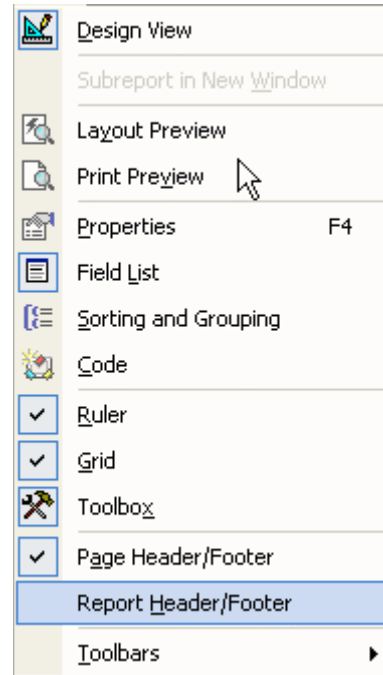 Design View
Subreport in New Window
Layout Preview
Print Preview
Properties F4
Field List
Sorting and Grouping
Code
Ruler
Grid
Toolbox
Page Header/Footer
Report Header/Footer
Toolbars